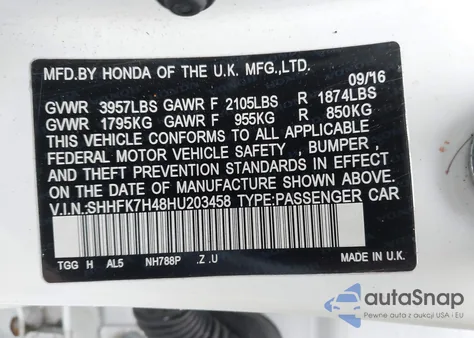 MFD.BY HONDA OF THE U.K. MFG.,LTD.
09/16
GVWR 3957LBS GAWR F 2105LBS R 1874LBS
GVWR 1795KG GAWR F 955KG R 850KG
THIS VEHICLE CONFORMS TO ALL APPLICABLE
FEDERAL MOTOR VEHICLE SAFETY , BUMPER ,
AND THEFT PREVENTION STANDARDS IN EFFECT
ON THE DATE OF MANUFACTURE SHOWN ABOVE.
V.I.N:SHHFK7H48HU203458 TYPE:PASSENGER CAR
TGG H AL5 NH788P .Z .U MADE IN U.K.
autoSnap
Pewne auta z USA i EU